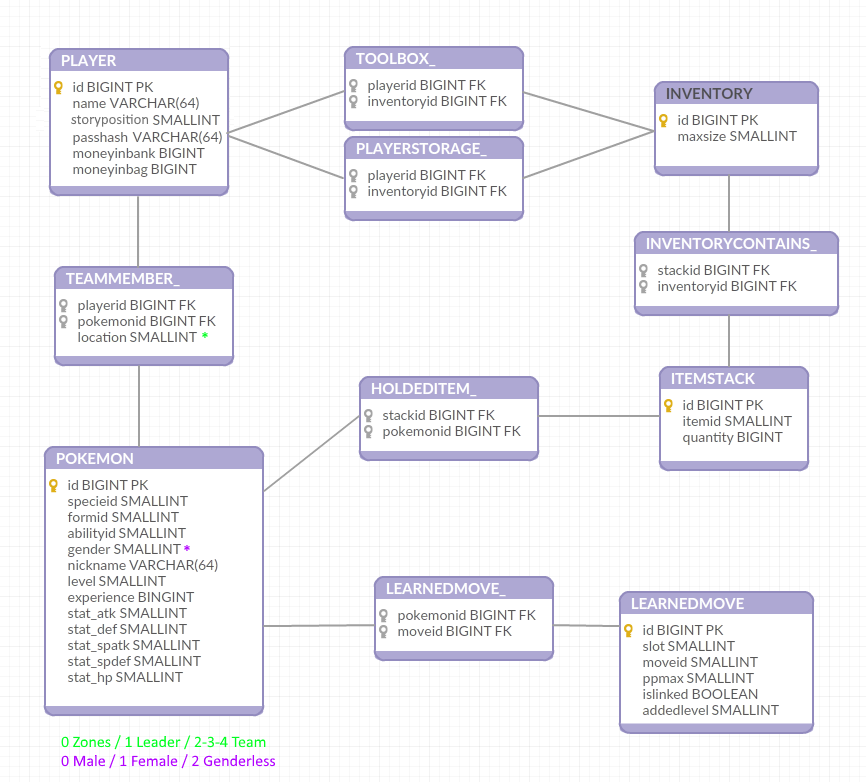 PLAYER
id BIGINT PK
name VARCHAR(64)
storyposition SMALLINT
passhash VARCHAR(64)
moneyinbank BIGINT
moneyinbag BIGINT
TOOLBOX_
playerid BIGINT FK
inventoryid BIGINT FK
PLAYERSTORAGE_
playerid BIGINT FK
inventoryid BIGINT FK
INVENTORY
id BIGINT PK
maxsize SMALLINT
INVENTORYCONTAINS_
stackid BIGINT FK
inventoryid BIGINT FK
TEAMMEMBER_
playerid BIGINT FK
pokemonid BIGINT FK
location SMALLINT *
HOLDEDITEM_
stackid BIGINT FK
pokemonid BIGINT FK
ITEMSTACK
id BIGINT PK
itemid SMALLINT
quantity BIGINT
POKEMON
id BIGINT PK
specieid SMALLINT
formid SMALLINT
abilityid SMALLINT
gender SMALLINT *
nickname VARCHAR(64)
level SMALLINT
experience BINGINT
stat_atk SMALLINT
stat_def SMALLINT
stat_spatk SMALLINT
stat_spdef SMALLINT
stat_hp SMALLINT
LEARNEDMOVE_
pokemonid BIGINT FK
moveid BIGINT FK
LEARNEDMOVE
id BIGINT PK
slot SMALLINT
moveid SMALLINT
ppmax SMALLINT
islinked BOOLEAN
addedlevel SMALLINT
0 Zones / 1 Leader / 2-3-4 Team
0 Male / 1 Female / 2 Genderless